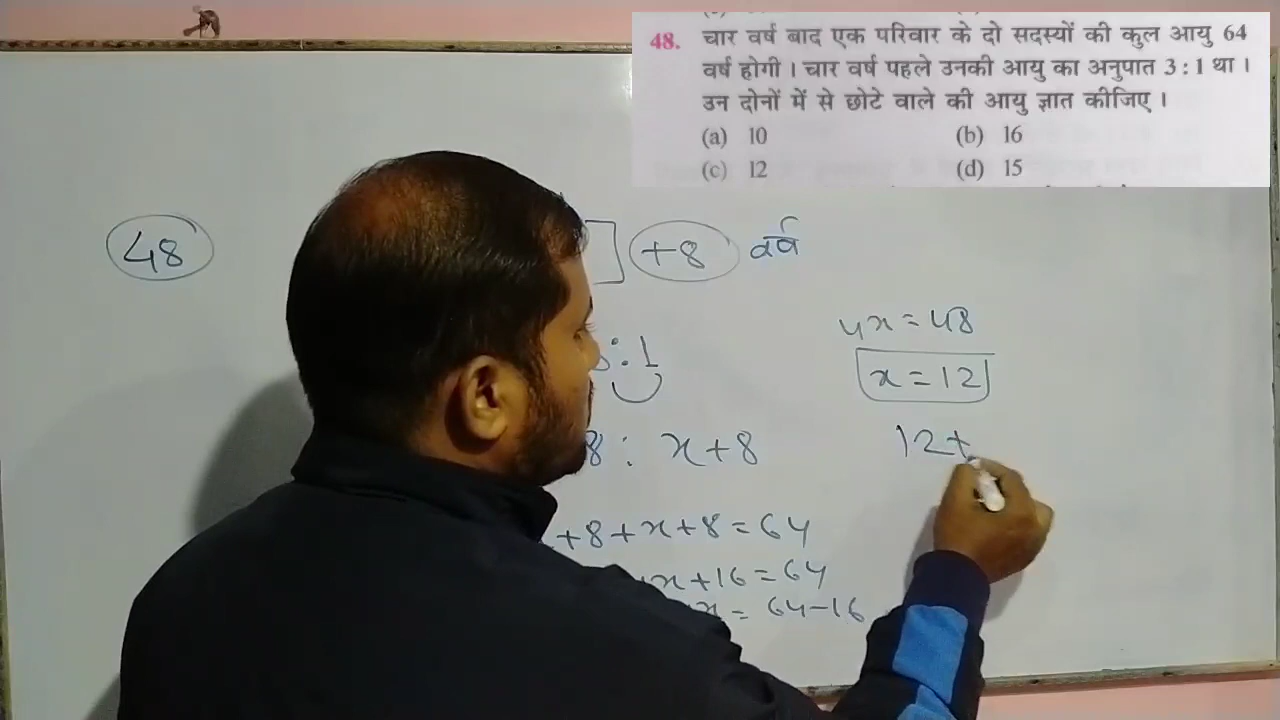 48. चार वर्ष बाद एक परिवार के दो सदस्यों की कुल आयु 64
वर्ष होगी । चार वर्ष पहले उनकी आयु का अनुपात 3 : 1 था ।
उन दोनों में से छोटे वाले की आयु ज्ञात कीजिए ।
(a) 10 (b) 16
(c) 12 (d) 15
48 ] +8 वर्ष
: 1
8 : x+8
+8+x+8=64
x+16=64
x = 64-16
4x=48
x=12
12+